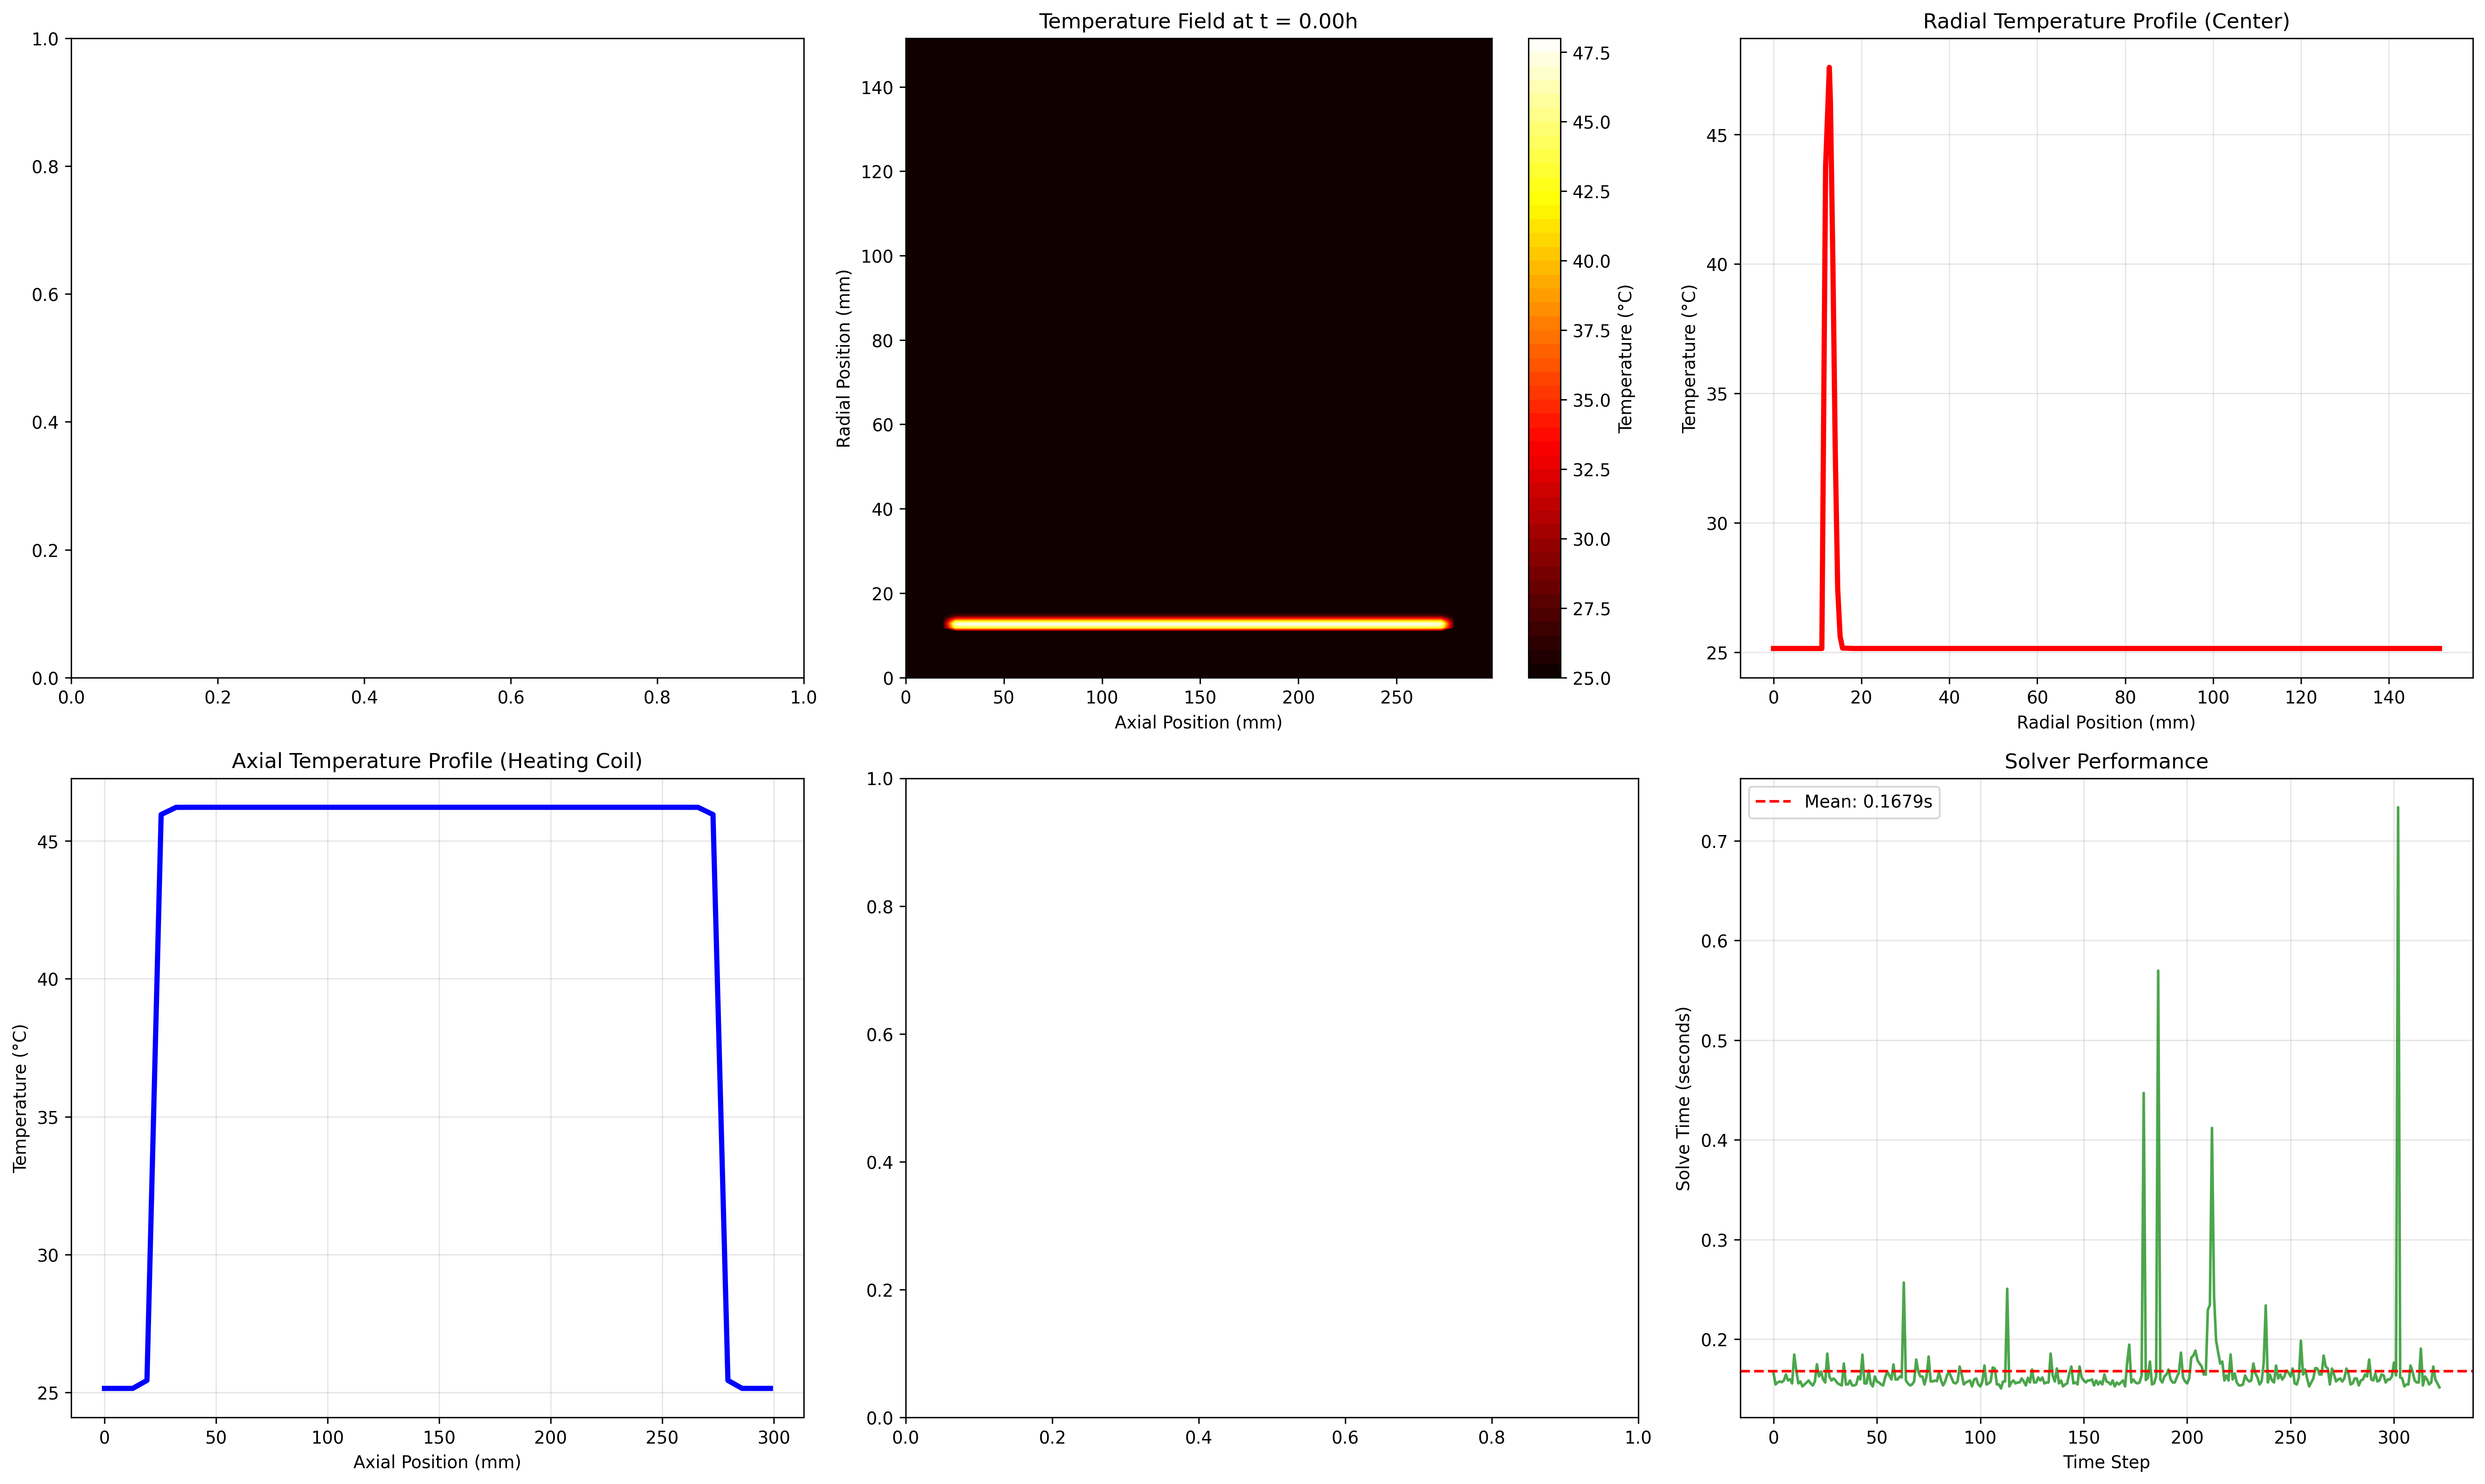 1.0
0.8
0.6
0.4
0.2
0.0
0.0 0.2 0.4 0.6 0.8 1.0
Temperature Field at t = 0.00h
Radial Position (mm)
140
120
100
80
60
40
20
0
0 50 100 150 200 250
Axial Position (mm)
47.5
45.0
42.5
40.0
37.5
35.0
32.5
30.0
27.5
25.0
Temperature (°C)
Radial Temperature Profile (Center)
Temperature (°C)
45
40
35
30
25
0 20 40 60 80 100 120 140
Radial Position (mm)
Axial Temperature Profile (Heating Coil)
Temperature (°C)
45
40
35
30
25
0 50 100 150 200 250 300
Axial Position (mm)
1.0
0.8
0.6
0.4
0.2
0.0
0.0 0.2 0.4 0.6 0.8 1.0
Solver Performance
Mean: 0.1679s
Solve Time (seconds)
0.7
0.6
0.5
0.4
0.3
0.2
0 50 100 150 200 250 300
Time Step